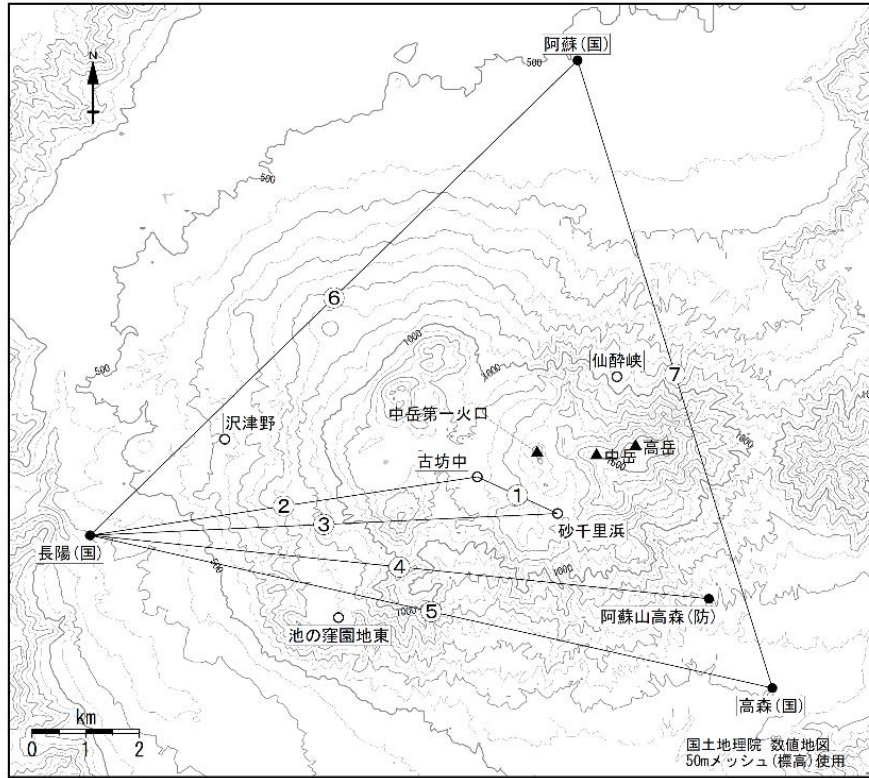 阿蘇(国)
N
500
500
⑥
1000
仙酔峡
⑦
1000
500
中岳第一火口
沢津野
高岳
中岳
1000
古坊中
①
②
③
砂千里浜
長陽(国)
④
500
1000
阿蘇山高森(防)
⑤
1000
池の窪園地東
高森(国)
km
0 1 2
国土地理院 数値地図
50mメッシュ(標高)使用